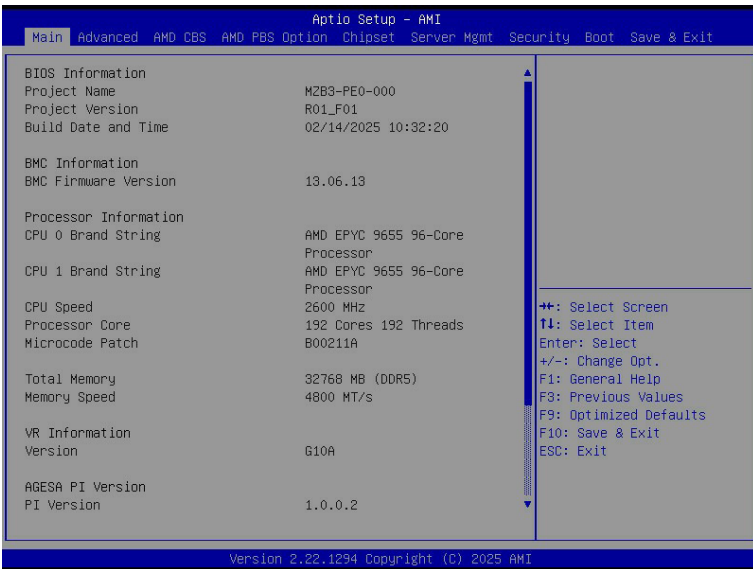 Aptio Setup – AMI
Main Advanced AMD CBS AMD PBS Option Chipset Server Mgmt Security Boot Save & Exit
BIOS Information
Project Name MZB3-PE0-000
Project Version R01_F01
Build Date and Time 02/14/2025 10:32:20
BMC Information
BMC Firmware Version 13.06.13
Processor Information
CPU 0 Brand String AMD EPYC 9655 96-Core
Processor
CPU 1 Brand String AMD EPYC 9655 96-Core
Processor
CPU Speed 2600 MHz
Processor Core 192 Cores 192 Threads
Microcode Patch B00211A
Total Memory 32768 MB (DDR5)
Memory Speed 4800 MT/s
VR Information
Version G10A
AGESA PI Version
PI Version 1.0.0.2
→←: Select Screen
↑↓: Select Item
Enter: Select
+/-: Change Opt.
F1: General Help
F3: Previous Values
F9: Optimized Defaults
F10: Save & Exit
ESC: Exit
Version 2.22.1294 Copyright (C) 2025 AMI